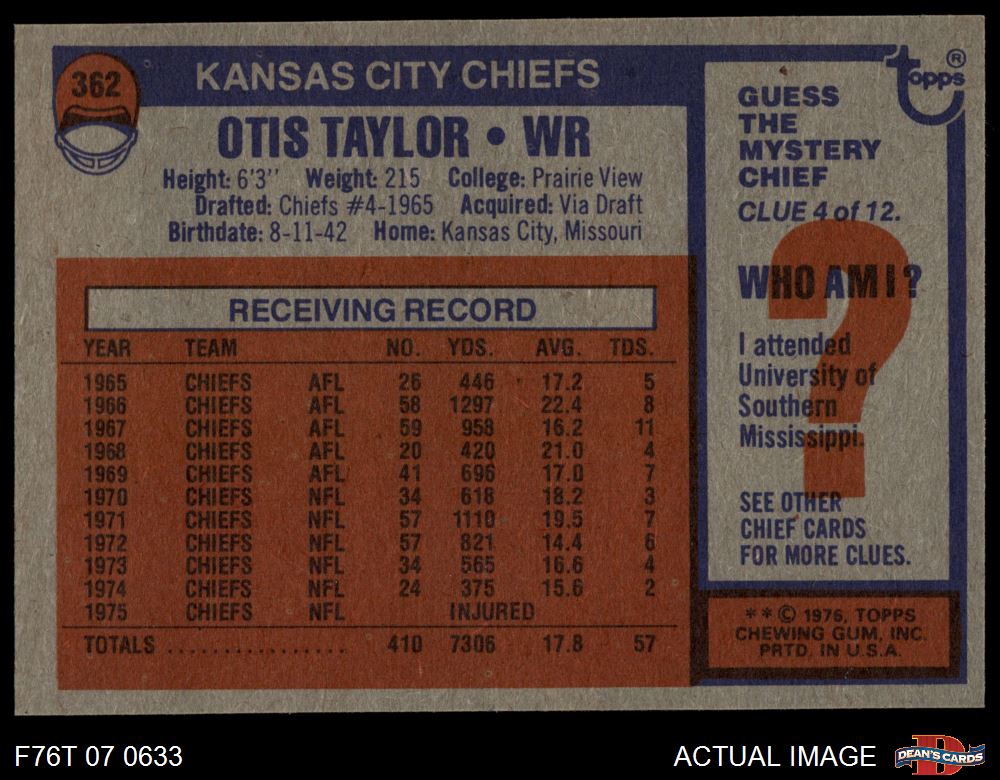 362
KANSAS CITY CHIEFS
OTIS TAYLOR • WR
Height: 6'3'' Weight: 215 College: Prairie View
Drafted: Chiefs #4-1965 Acquired: Via Draft
Birthdate: 8-11-42 Home: Kansas City, Missouri
RECEIVING RECORD
YEAR TEAM NO. YDS. AVG. TDS.
1965 CHIEFS AFL 26 446 17.2 5
1966 CHIEFS AFL 58 1297 22.4 8
1967 CHIEFS AFL 59 958 16.2 11
1968 CHIEFS AFL 20 420 21.0 4
1969 CHIEFS AFL 41 696 17.0 7
1970 CHIEFS NFL 34 618 18.2 3
1971 CHIEFS NFL 57 1110 19.5 7
1972 CHIEFS NFL 57 821 14.4 6
1973 CHIEFS NFL 34 565 16.6 4
1974 CHIEFS NFL 24 375 15.6 2
1975 CHIEFS NFL INJURED
TOTALS .................. 410 7306 17.8 57
topps ®
GUESS
THE
MYSTERY
CHIEF
CLUE 4 of 12.
?
WHO AM I?
I attended
University of
Southern
Mississippi.
SEE OTHER
CHIEF CARDS
FOR MORE CLUES.
** © 1976, TOPPS
CHEWING GUM, INC.
PRTD. IN U.S.A.
F76T 07 0633
ACTUAL IMAGE
D
DEAN'S CARDS